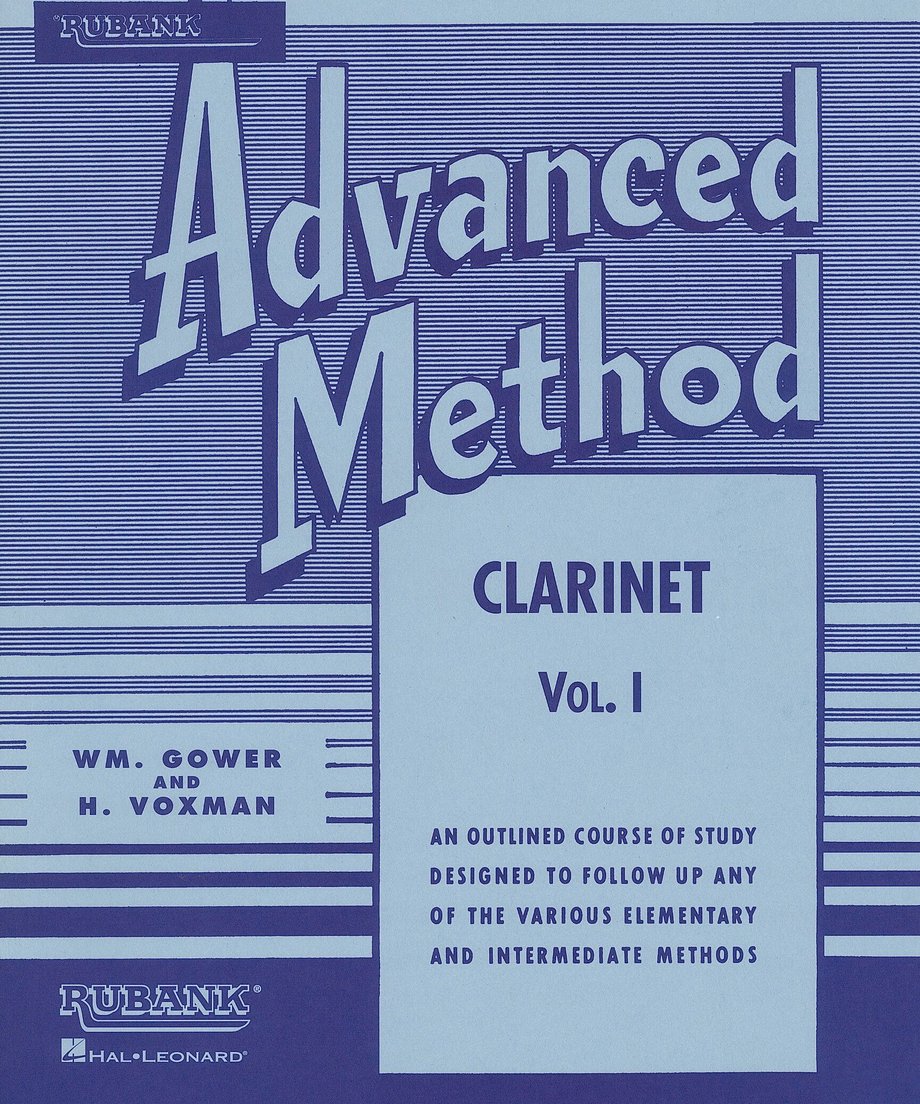 RUBANK
Advanced
Method
CLARINET
VOL. I
WM. GOWER
AND
H. VOXMAN
AN OUTLINED COURSE OF STUDY
DESIGNED TO FOLLOW UP ANY
OF THE VARIOUS ELEMENTARY
AND INTERMEDIATE METHODS
RUBANK®
HAL•LEONARD®